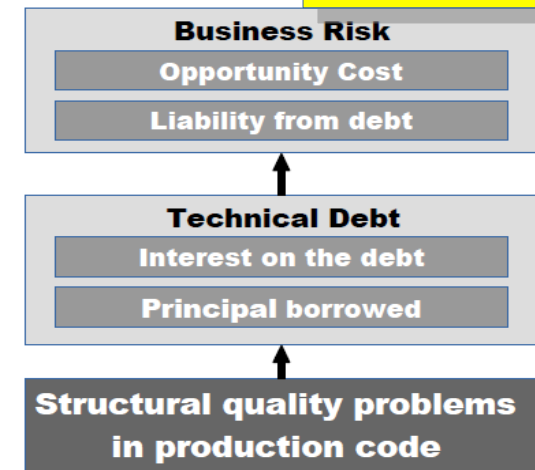 Business Risk
Opportunity Cost
Liability from debt
Technical Debt
Interest on the debt
Principal borrowed
Structural quality problems
in production code